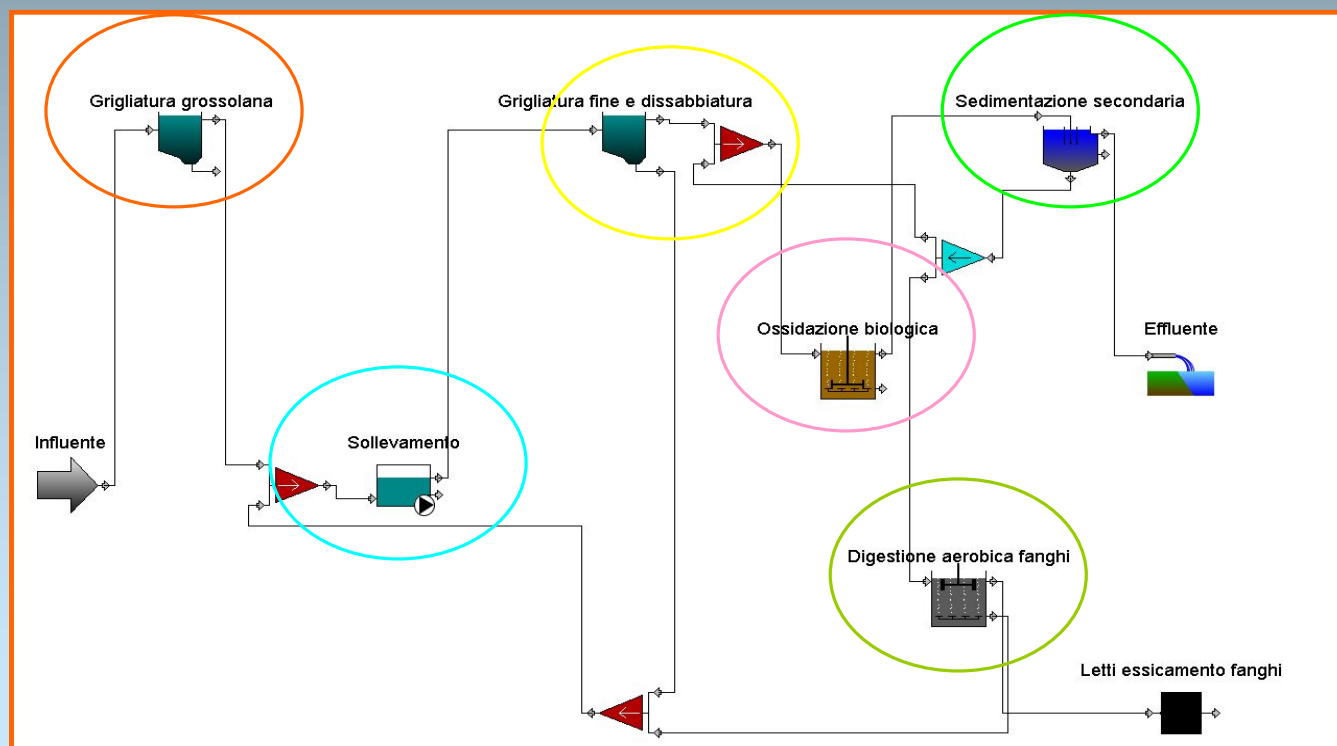 Grigliatura grossolana
Grigliatura fine e dissabbiatura
Sedimentazione secondaria
Ossidazione biologica
Effluente
Influente
Sollevamento
Digestione aerobica fanghi
Letti essicamento fanghi